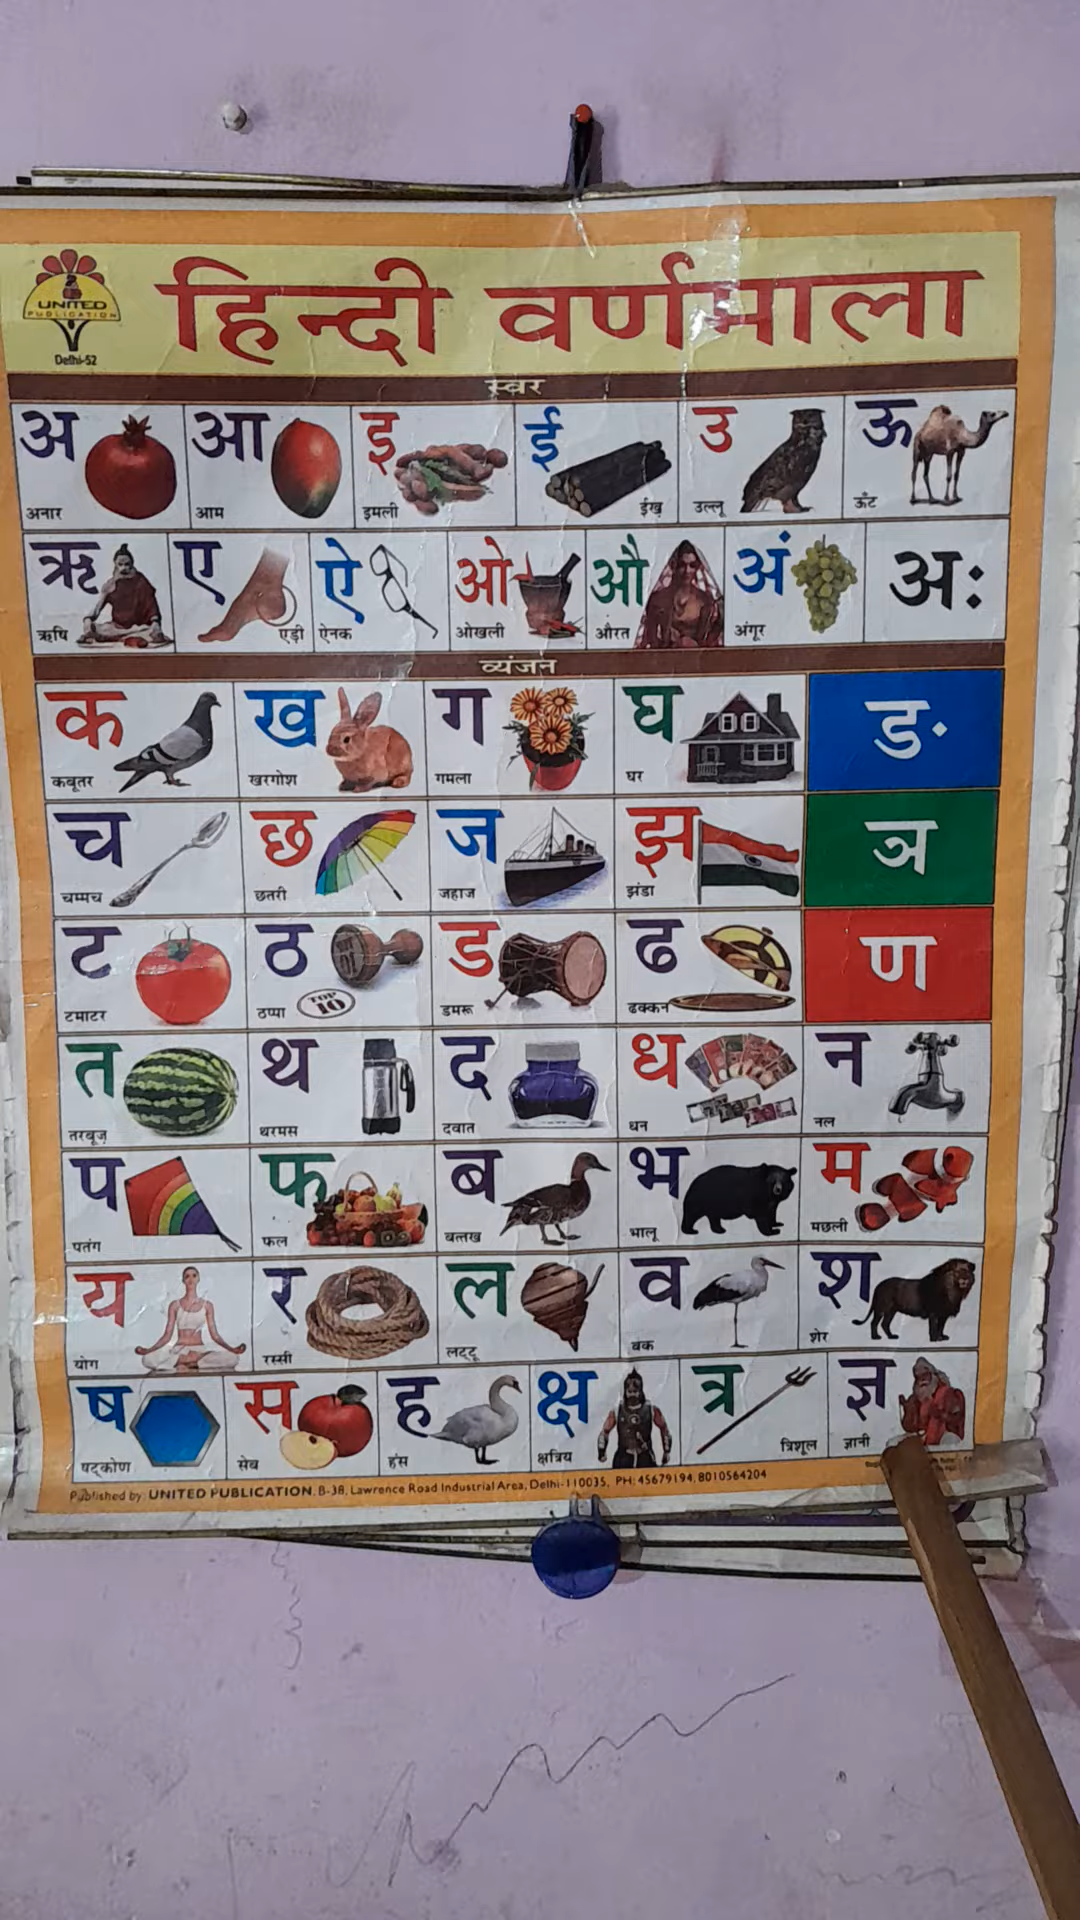 UNITED
PUBLICATION
Delhi-52
हिन्दी वर्णमाला
स्वर
अ आ इ ई उ ऊ
अनार आम इमली ईख उल्लू ऊँट
ऋ ए ऐ ओ औ अं अः
ऋषि एड़ी ऐनक ओखली औरत अंगूर
व्यंजन
क ख ग घ ङ
कबूतर खरगोश गमला घर
च छ ज झ ञ
चम्मच छतरी जहाज झंडा
ट ठ ड ढ ण
टमाटर ठप्पा TOP 10 डमरू ढक्कन
त थ द ध न
तरबूज थरमस दवात धन नल
प फ ब भ म
पतंग फल बत्तख भालू मछली
य र ल व श
योग रस्सी लट्टू बक शेर
ष स ह क्ष त्र ज्ञ
षट्कोण सेब हंस क्षत्रिय त्रिशूल ज्ञानी
Published by: UNITED PUBLICATION, B-38, Lawrence Road Industrial Area, Delhi-110035, PH: 45679194, 8010564204